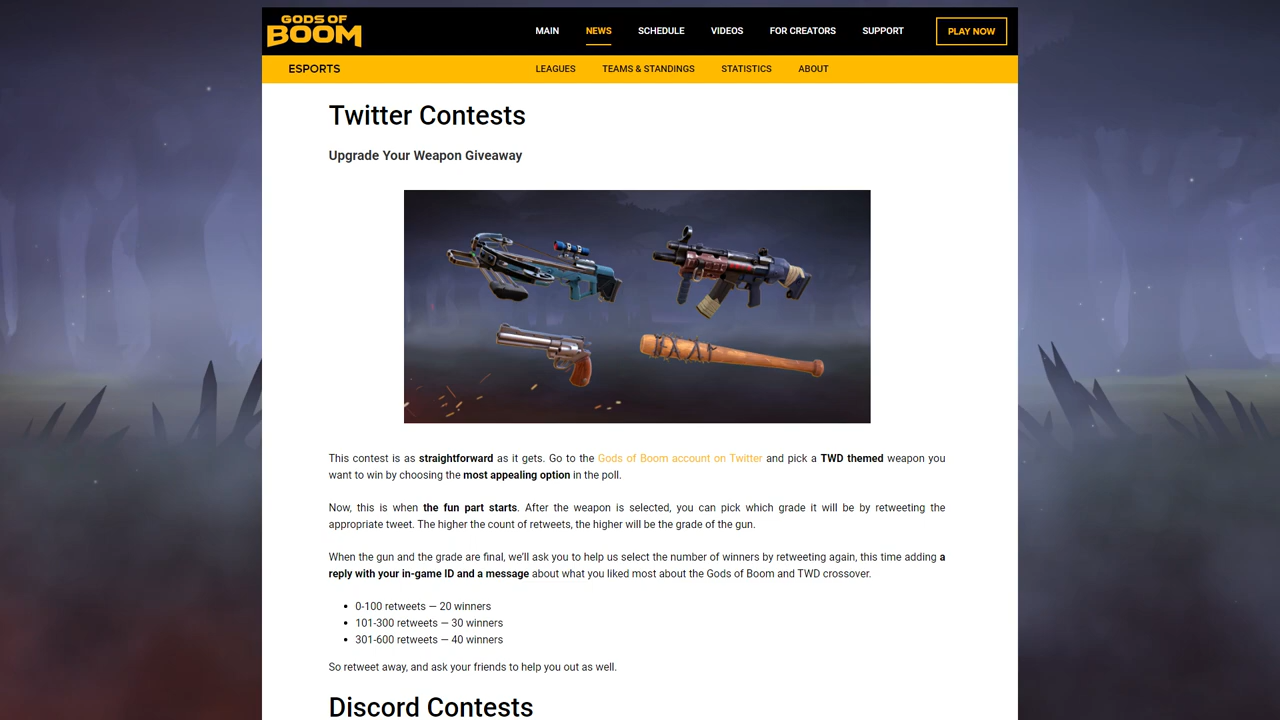 GODS OF
BOOM
MAIN
NEWS
SCHEDULE
VIDEOS
FOR CREATORS
SUPPORT
PLAY NOW
ESPORTS
LEAGUES
TEAMS & STANDINGS
STATISTICS
ABOUT
Twitter Contests
Upgrade Your Weapon Giveaway
This contest is as straightforward as it gets. Go to the Gods of Boom account on Twitter and pick a TWD themed weapon you
want to win by choosing the most appealing option in the poll.
Now, this is when the fun part starts. After the weapon is selected, you can pick which grade it will be by retweeting the
appropriate tweet. The higher the count of retweets, the higher will be the grade of the gun.
When the gun and the grade are final, we'll ask you to help us select the number of winners by retweeting again, this time adding a
reply with your in-game ID and a message about what you liked most about the Gods of Boom and TWD crossover.
• 0-100 retweets — 20 winners
• 101-300 retweets — 30 winners
• 301-600 retweets — 40 winners
So retweet away, and ask your friends to help you out as well.
Discord Contests